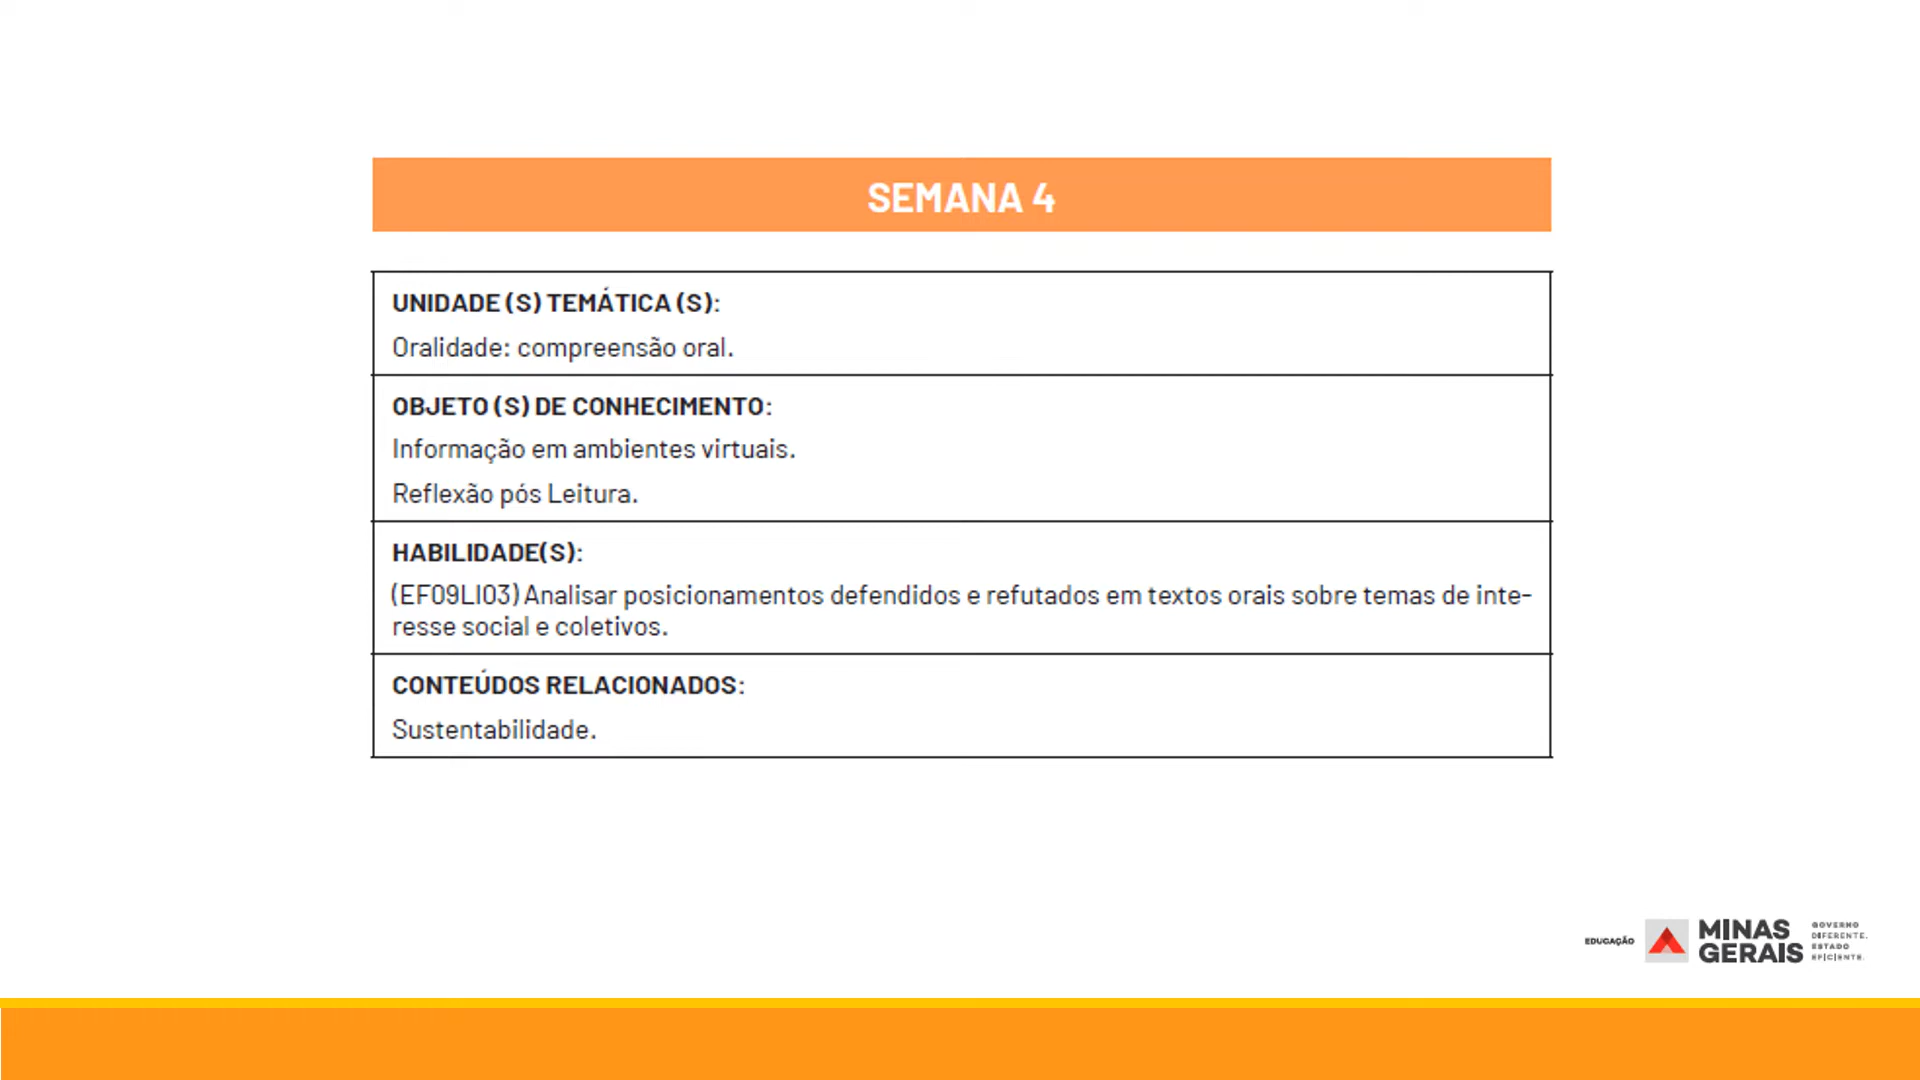 SEMANA 4
UNIDADE (S) TEMÁTICA (S):
Oralidade: compreensão oral.
OBJETO (S) DE CONHECIMENTO:
Informação em ambientes virtuais.
Reflexão pós Leitura.
HABILIDADE(S):
(EF09LI03) Analisar posicionamentos defendidos e refutados em textos orais sobre temas de inte-
resse social e coletivos.
CONTEÚDOS RELACIONADOS:
Sustentabilidade.
EDUCAÇÃO
MINAS
GERAIS
GOVERNO
DIFERENTE.
ESTADO
EFICIENTE.